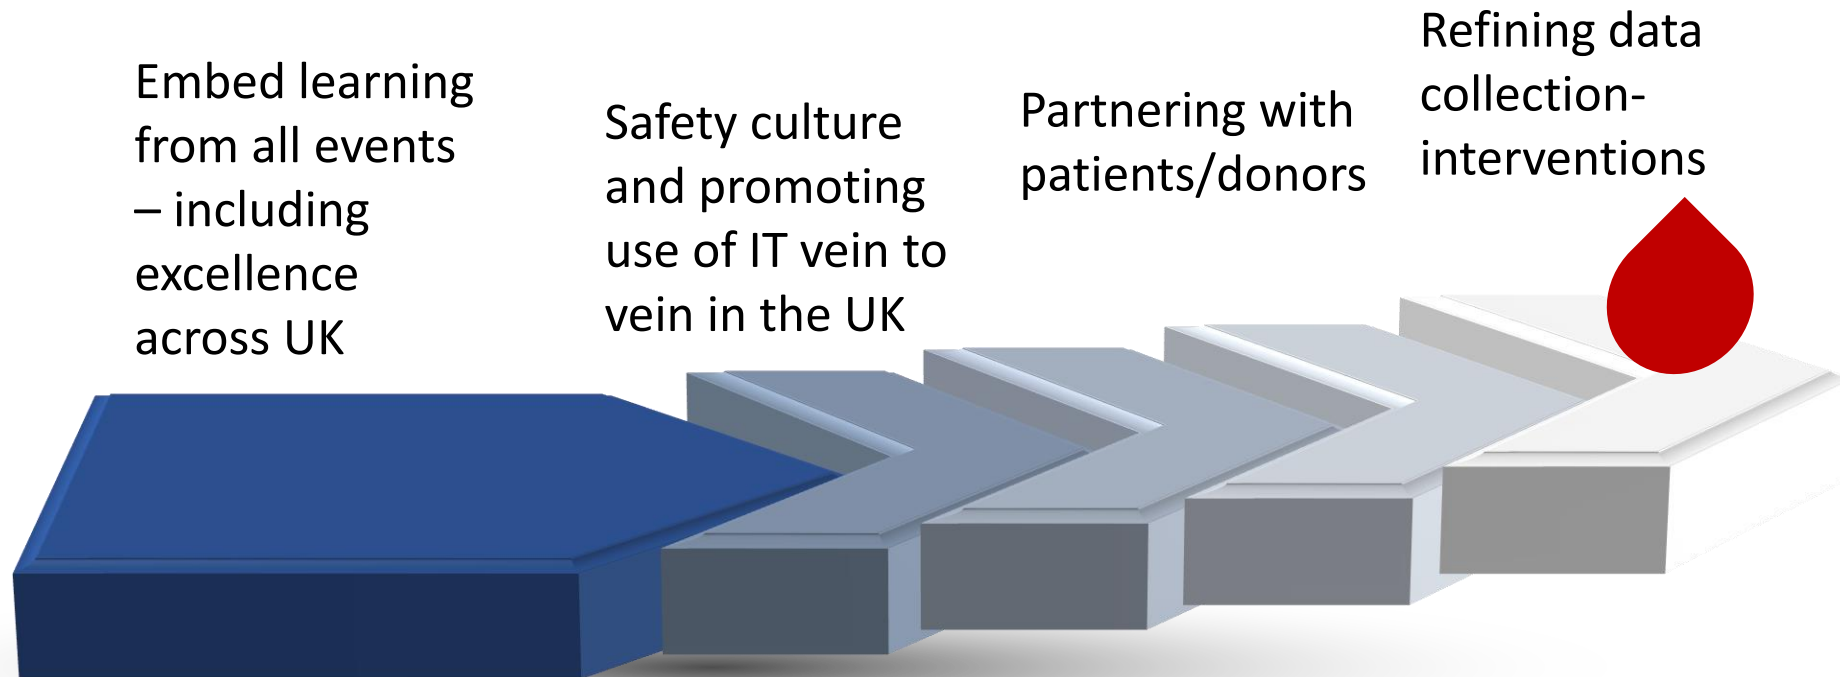 Embed learning
from all events
– including
excellence
across UK
Safety culture
and promoting
use of IT vein to
vein in the UK
Partnering with
patients/donors
Refining data
collection-
interventions